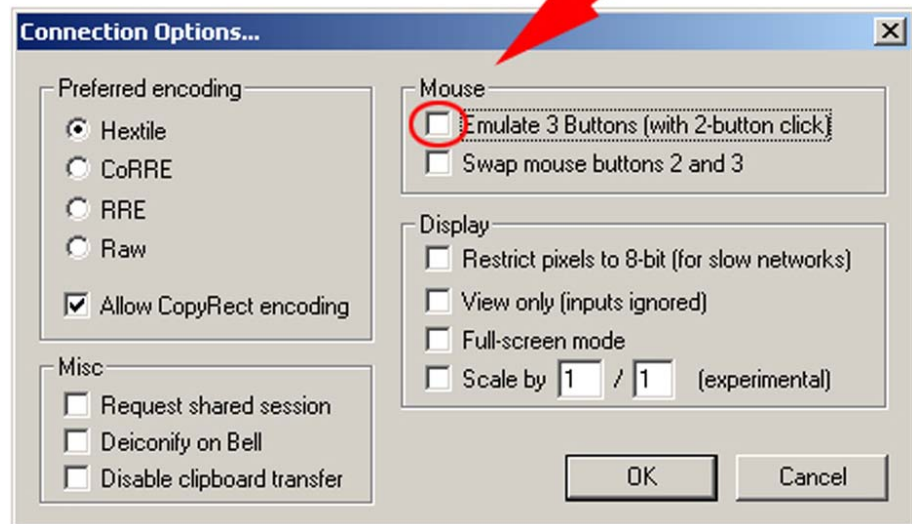 Connection Options...
Preferred encoding
Hextile
CoRRE
RRE
Raw
Allow CopyRect encoding
Misc
Request shared session
Deiconify on Bell
Disable clipboard transfer
Mouse
Emulate 3 Buttons (with 2-button click)
Swap mouse buttons 2 and 3
Display
Restrict pixels to 8-bit (for slow networks)
View only (inputs ignored)
Full-screen mode
Scale by 1 / 1 (experimental)
OK Cancel